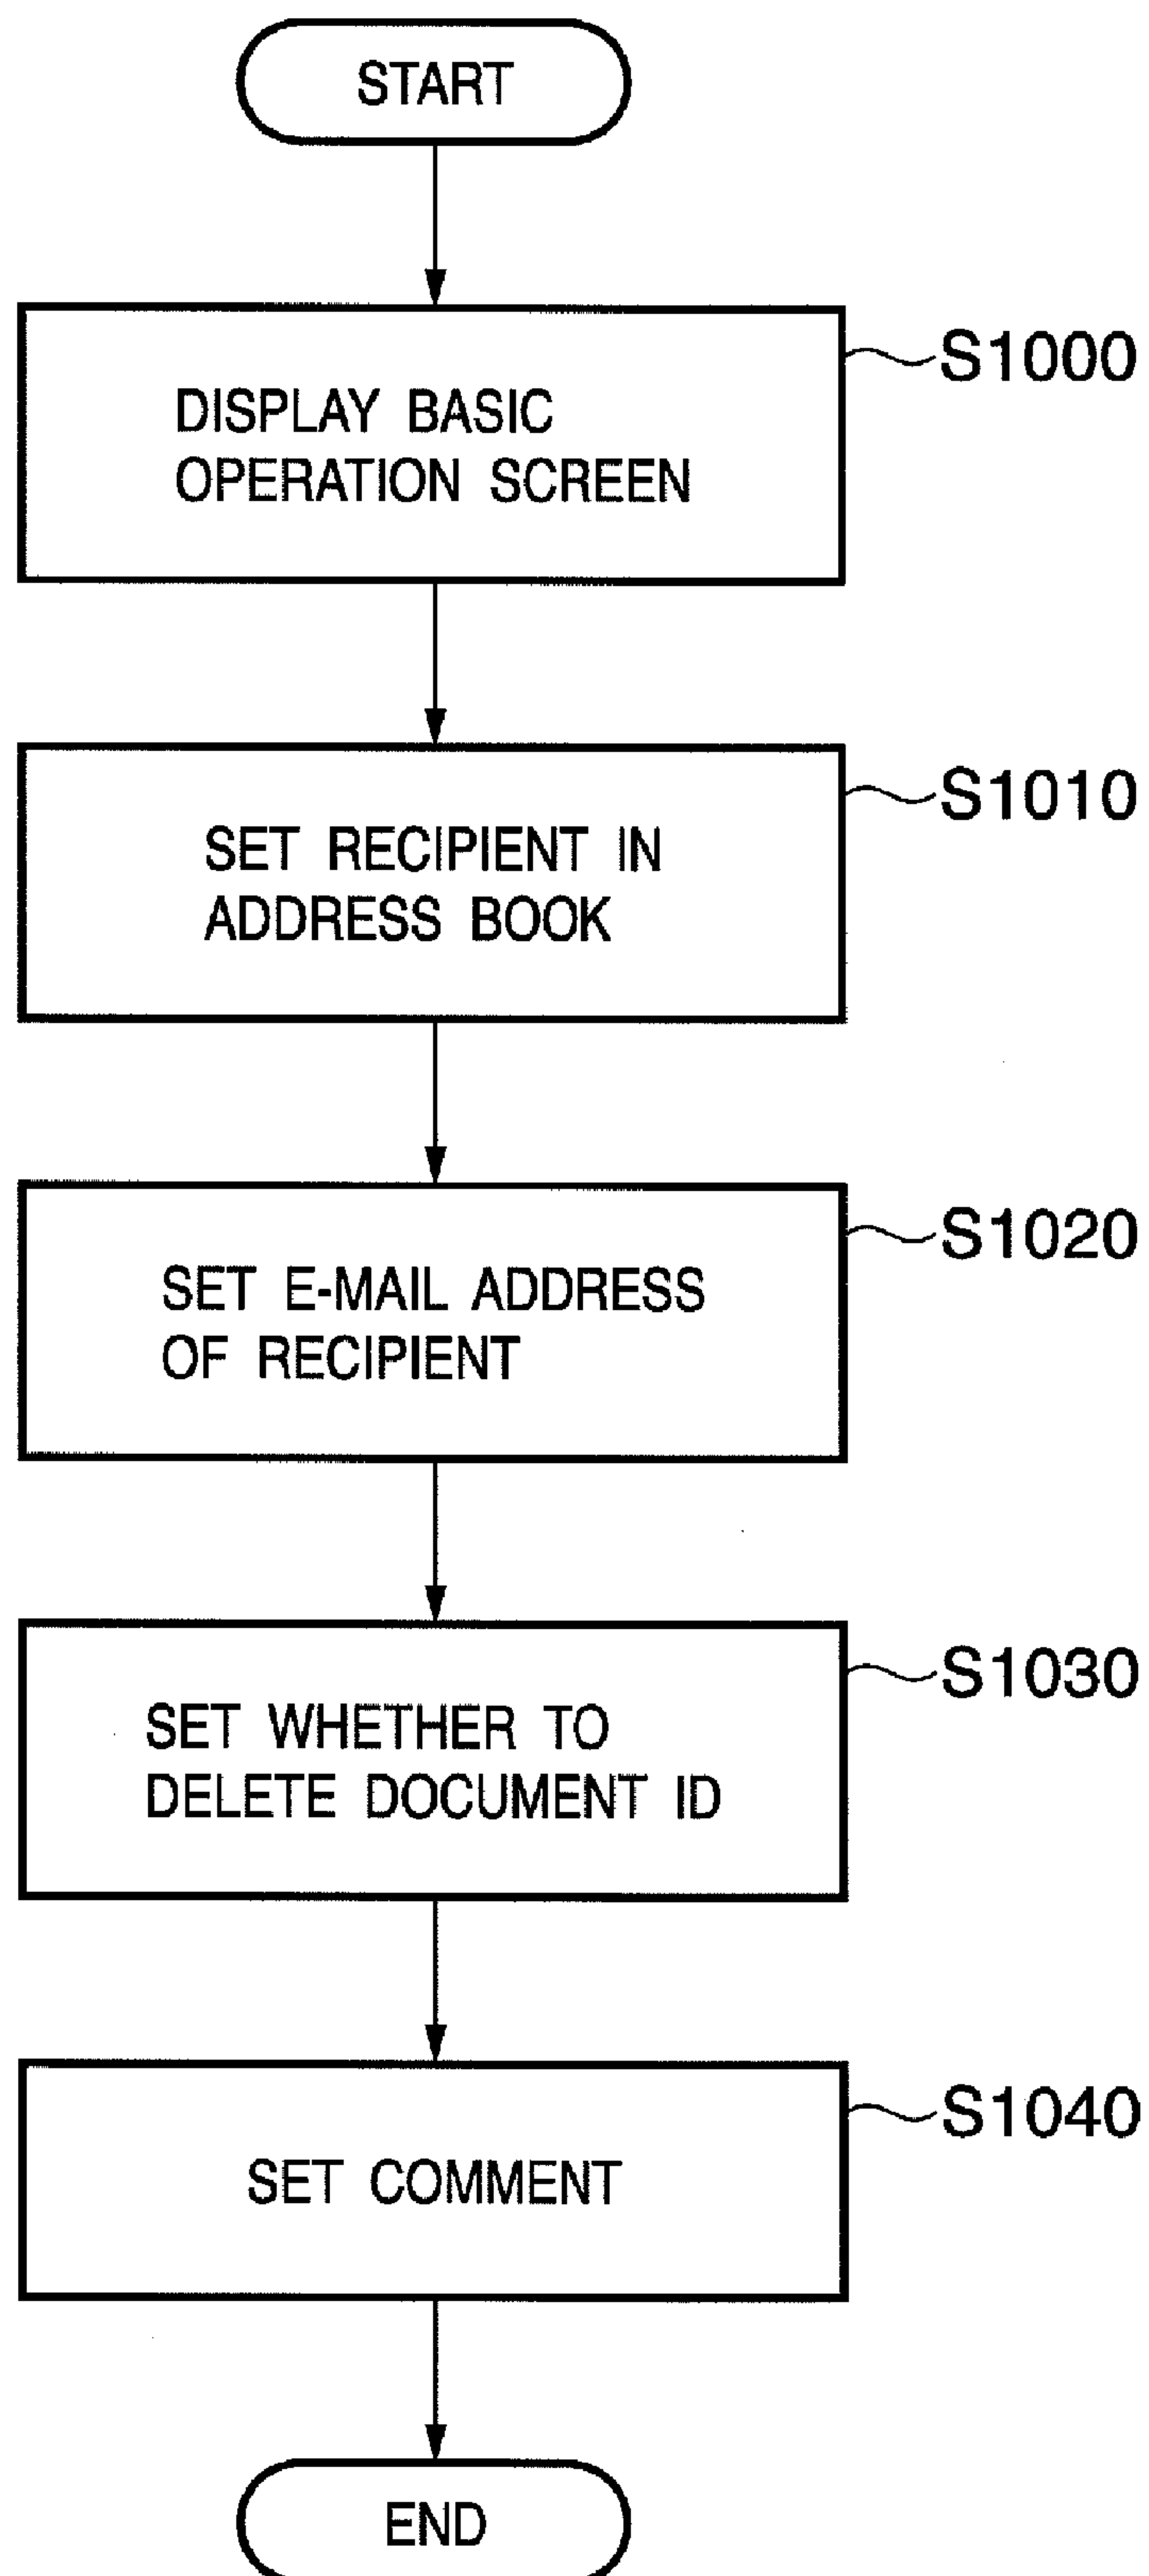 START
DISPLAY BASIC
OPERATION SCREEN
S1000
SET RECIPIENT IN
ADDRESS BOOK
S1010
SET E-MAIL ADDRESS
OF RECIPIENT
S1020
SET WHETHER TO
DELETE DOCUMENT ID
S1030
SET COMMENT
S1040
END